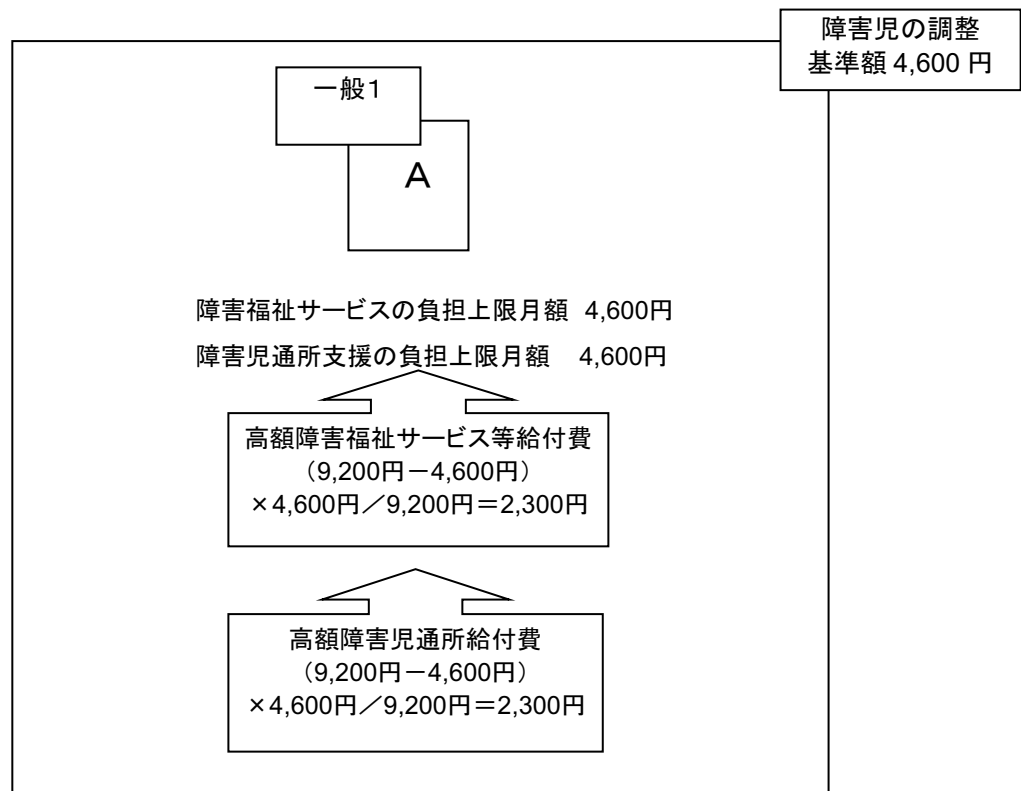 障害児の調整
基準額 4,600 円
一般1
A
障害福祉サービスの負担上限月額 4,600円
障害児通所支援の負担上限月額 4,600円
高額障害福祉サービス等給付費
（9,200円－4,600円）
×4,600円／9,200円＝2,300円
高額障害児通所給付費
（9,200円－4,600円）
×4,600円／9,200円＝2,300円